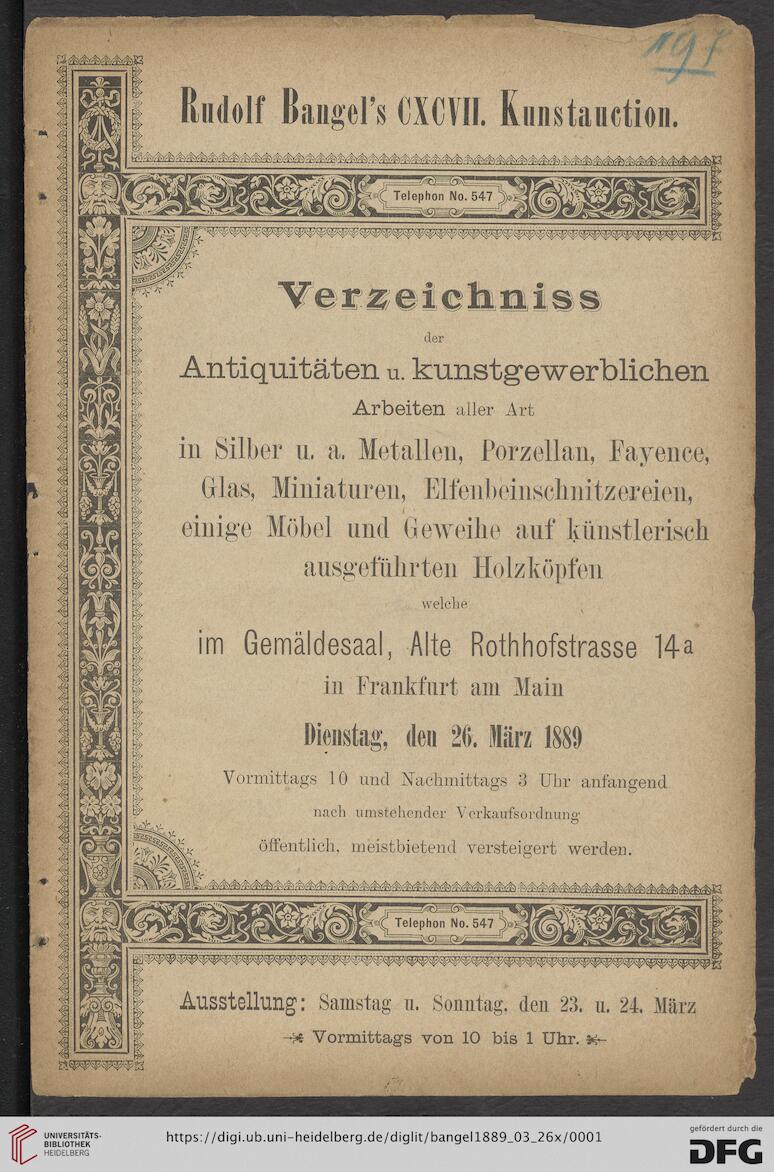 197
Rudolf Bangel's CXCVII. Kunstauction.
Telephon No. 547
Verzeichniss
der
Antiquitäten u. kunstgewerblichen
Arbeiten aller Art
in Silber u. a. Metallen, Porzellan, Fayence,
Glas, Miniaturen, Elfenbeinschnitzereien,
einige Möbel und Geweihe auf künstlerisch
ausgeführten Holzköpfen
welche
im Gemäldesaal, Alte Rothhofstrasse 14a
in Frankfurt am Main
Dienstag, den 26. März 1889
Vormittags 10 und Nachmittags 3 Uhr anfangend
nach umstehender Verkaufsordnung
öffentlich, meistbietend versteigert werden.
Telephon No. 547
Ausstellung: Samstag u. Sonntag, den 23. u. 24. März
Vormittags von 10 bis 1 Uhr.
UNIVERSITÄTS-
BIBLIOTHEK
HEIDELBERG
https://digi.ub.uni-heidelberg.de/diglit/bangel1889_03_26x/0001
gefördert durch die
DFG